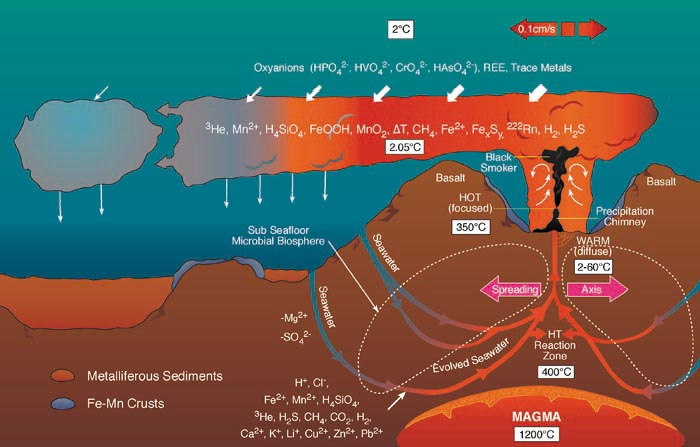 2°C
0.1cm/s
Oxyanions (HPO₄²⁻, HVO₄²⁻, CrO₄²⁻, HAsO₄²⁻), REE, Trace Metals
³He, Mn²⁺, H₄SiO₄, FeOOH, MnO₂, ΔT, CH₄, Fe²⁺, FeₓSᵧ, ²²²Rn, H₂, H₂S
2.05°C
Black
Smoker
Basalt
Basalt
HOT
(focused)
350°C
Precipitation
Chimney
Sub Seafloor
Microbial Biosphere
Seawater
WARM
(diffuse)
2-60°C
Seawater
Spreading
Axis
-Mg²⁺
-SO₄²⁻
Evolved Seawater
HT
Reaction
Zone
400°C
Metalliferous Sediments
Fe-Mn Crusts
H⁺, Cl⁻,
Fe²⁺, Mn²⁺, H₄SiO₄,
³He, H₂S, CH₄, CO₂, H₂,
Ca²⁺, K⁺, Li⁺, Cu²⁺, Zn²⁺, Pb²⁺
MAGMA
1200°C